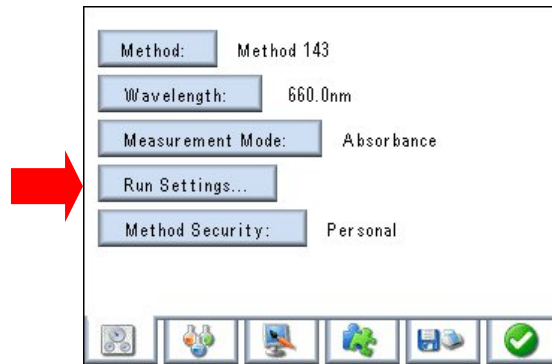 Method: Method 143
Wavelength: 660.0nm
Measurement Mode: Absorbance
Run Settings...
Method Security: Personal